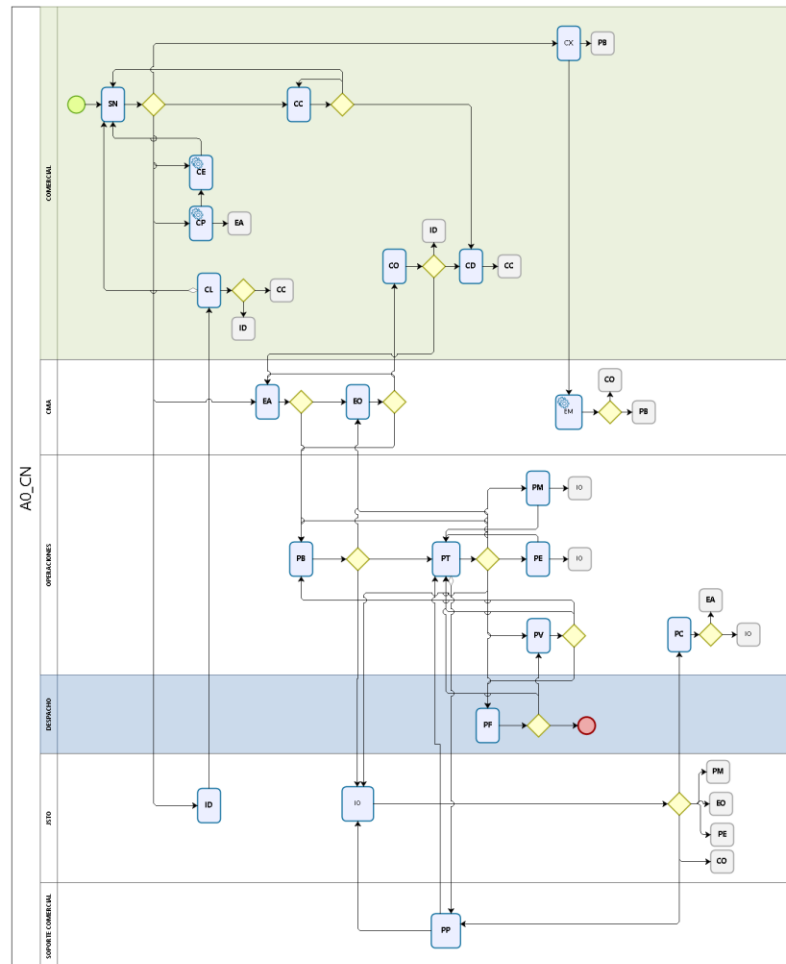 A0_CN
COMERCIAL
CX
PB
SN
CC
CE
CP
EA
ID
CO
CD
CC
CL
CC
ID
CIMA
EA
EO
CO
EM
PB
OPERACIONES
PM
IO
PB
PT
PE
IO
EA
PV
PC
IO
DESPACHO
PF
JSTO
PM
ID
IO
EO
PE
CO
SOPORTE COMERCIAL
PP